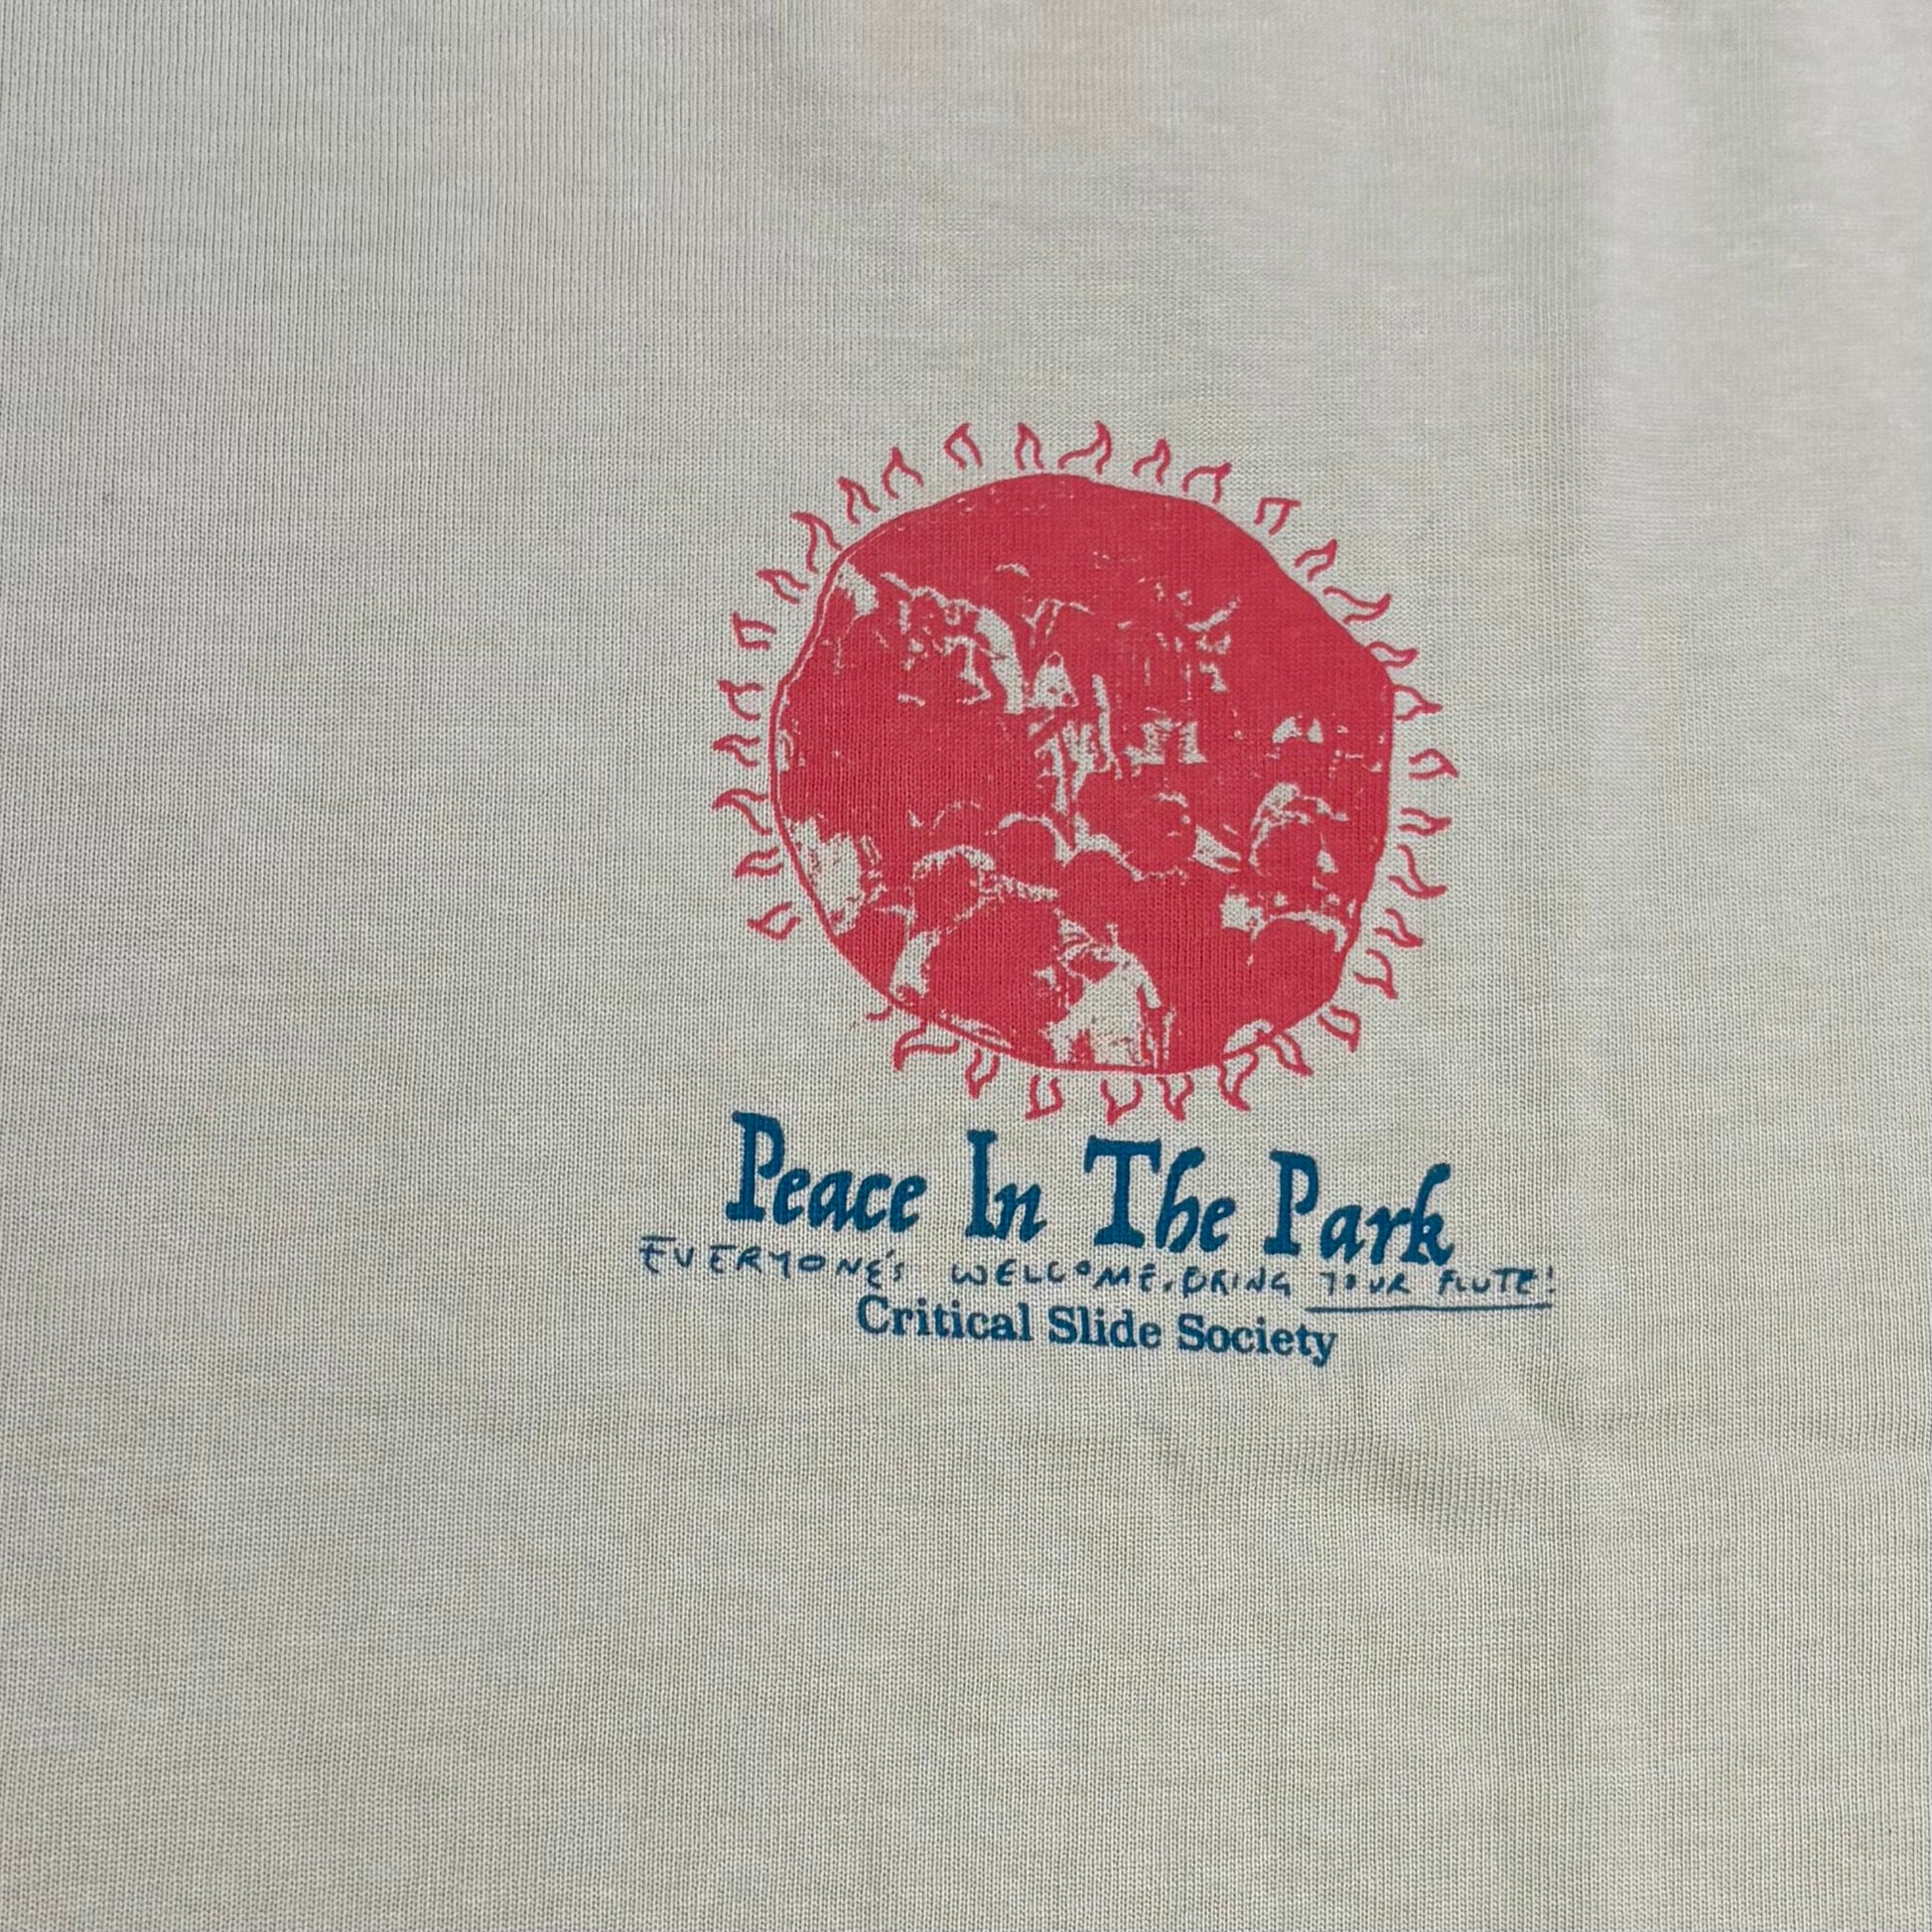 Peace In The Park
EVERYONE'S WELCOME, BRING YOUR FLUTE!
Critical Slide Society